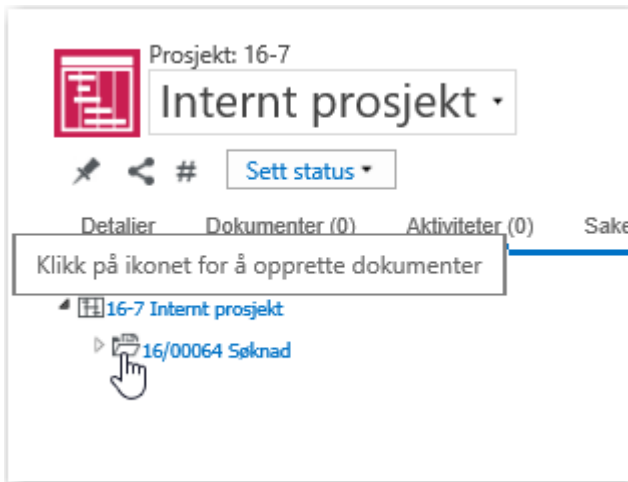 Prosjekt: 16-7
Internt prosjekt
#
Sett status
Detaljer Dokumenter (0) Aktiviteter (0) Sake
Klikk på ikonet for å opprette dokumenter
16-7 Internt prosjekt
16/00064 Søknad